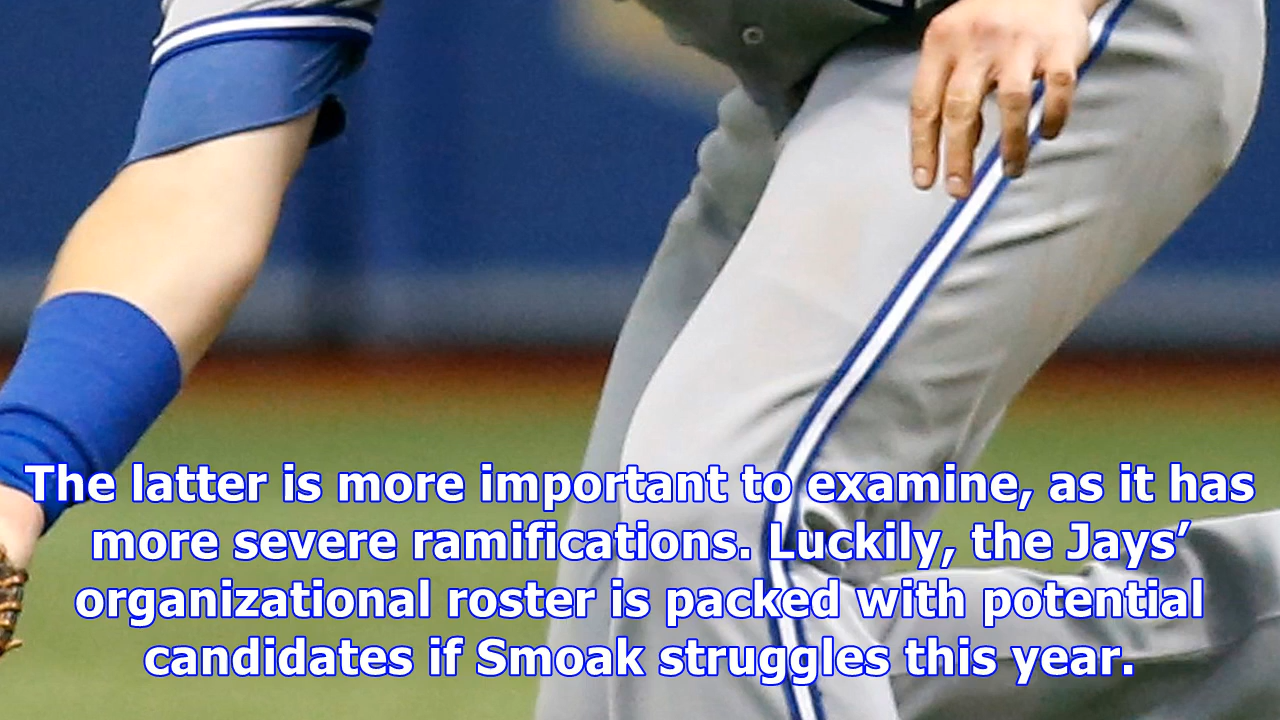 The latter is more important to examine, as it has
more severe ramifications. Luckily, the Jays’
organizational roster is packed with potential
candidates if Smoak struggles this year.